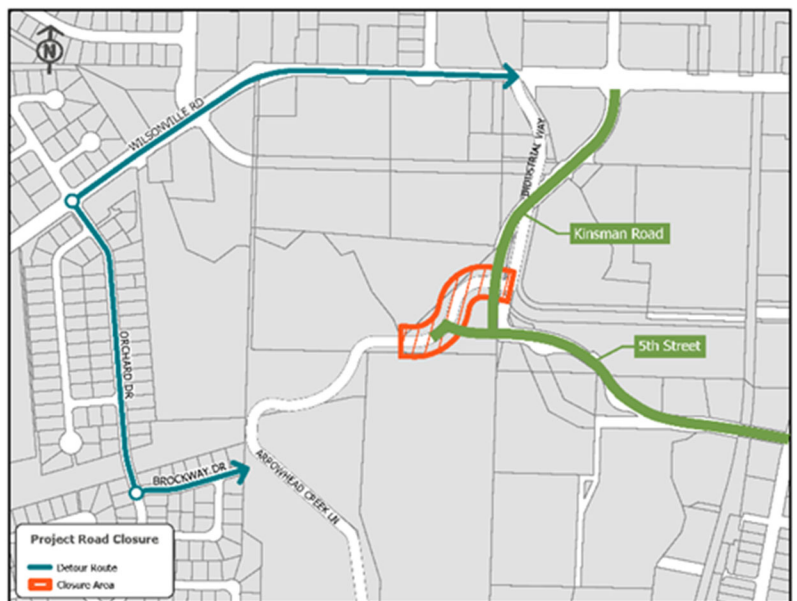 N
WILSONVILLE RD
INDUSTRIAL WAY
Kinsman Road
5th Street
ORCHARD DR
BROCKWAY DR
ARROWHEAD CREEK LN
Project Road Closure
Detour Route
Closure Area